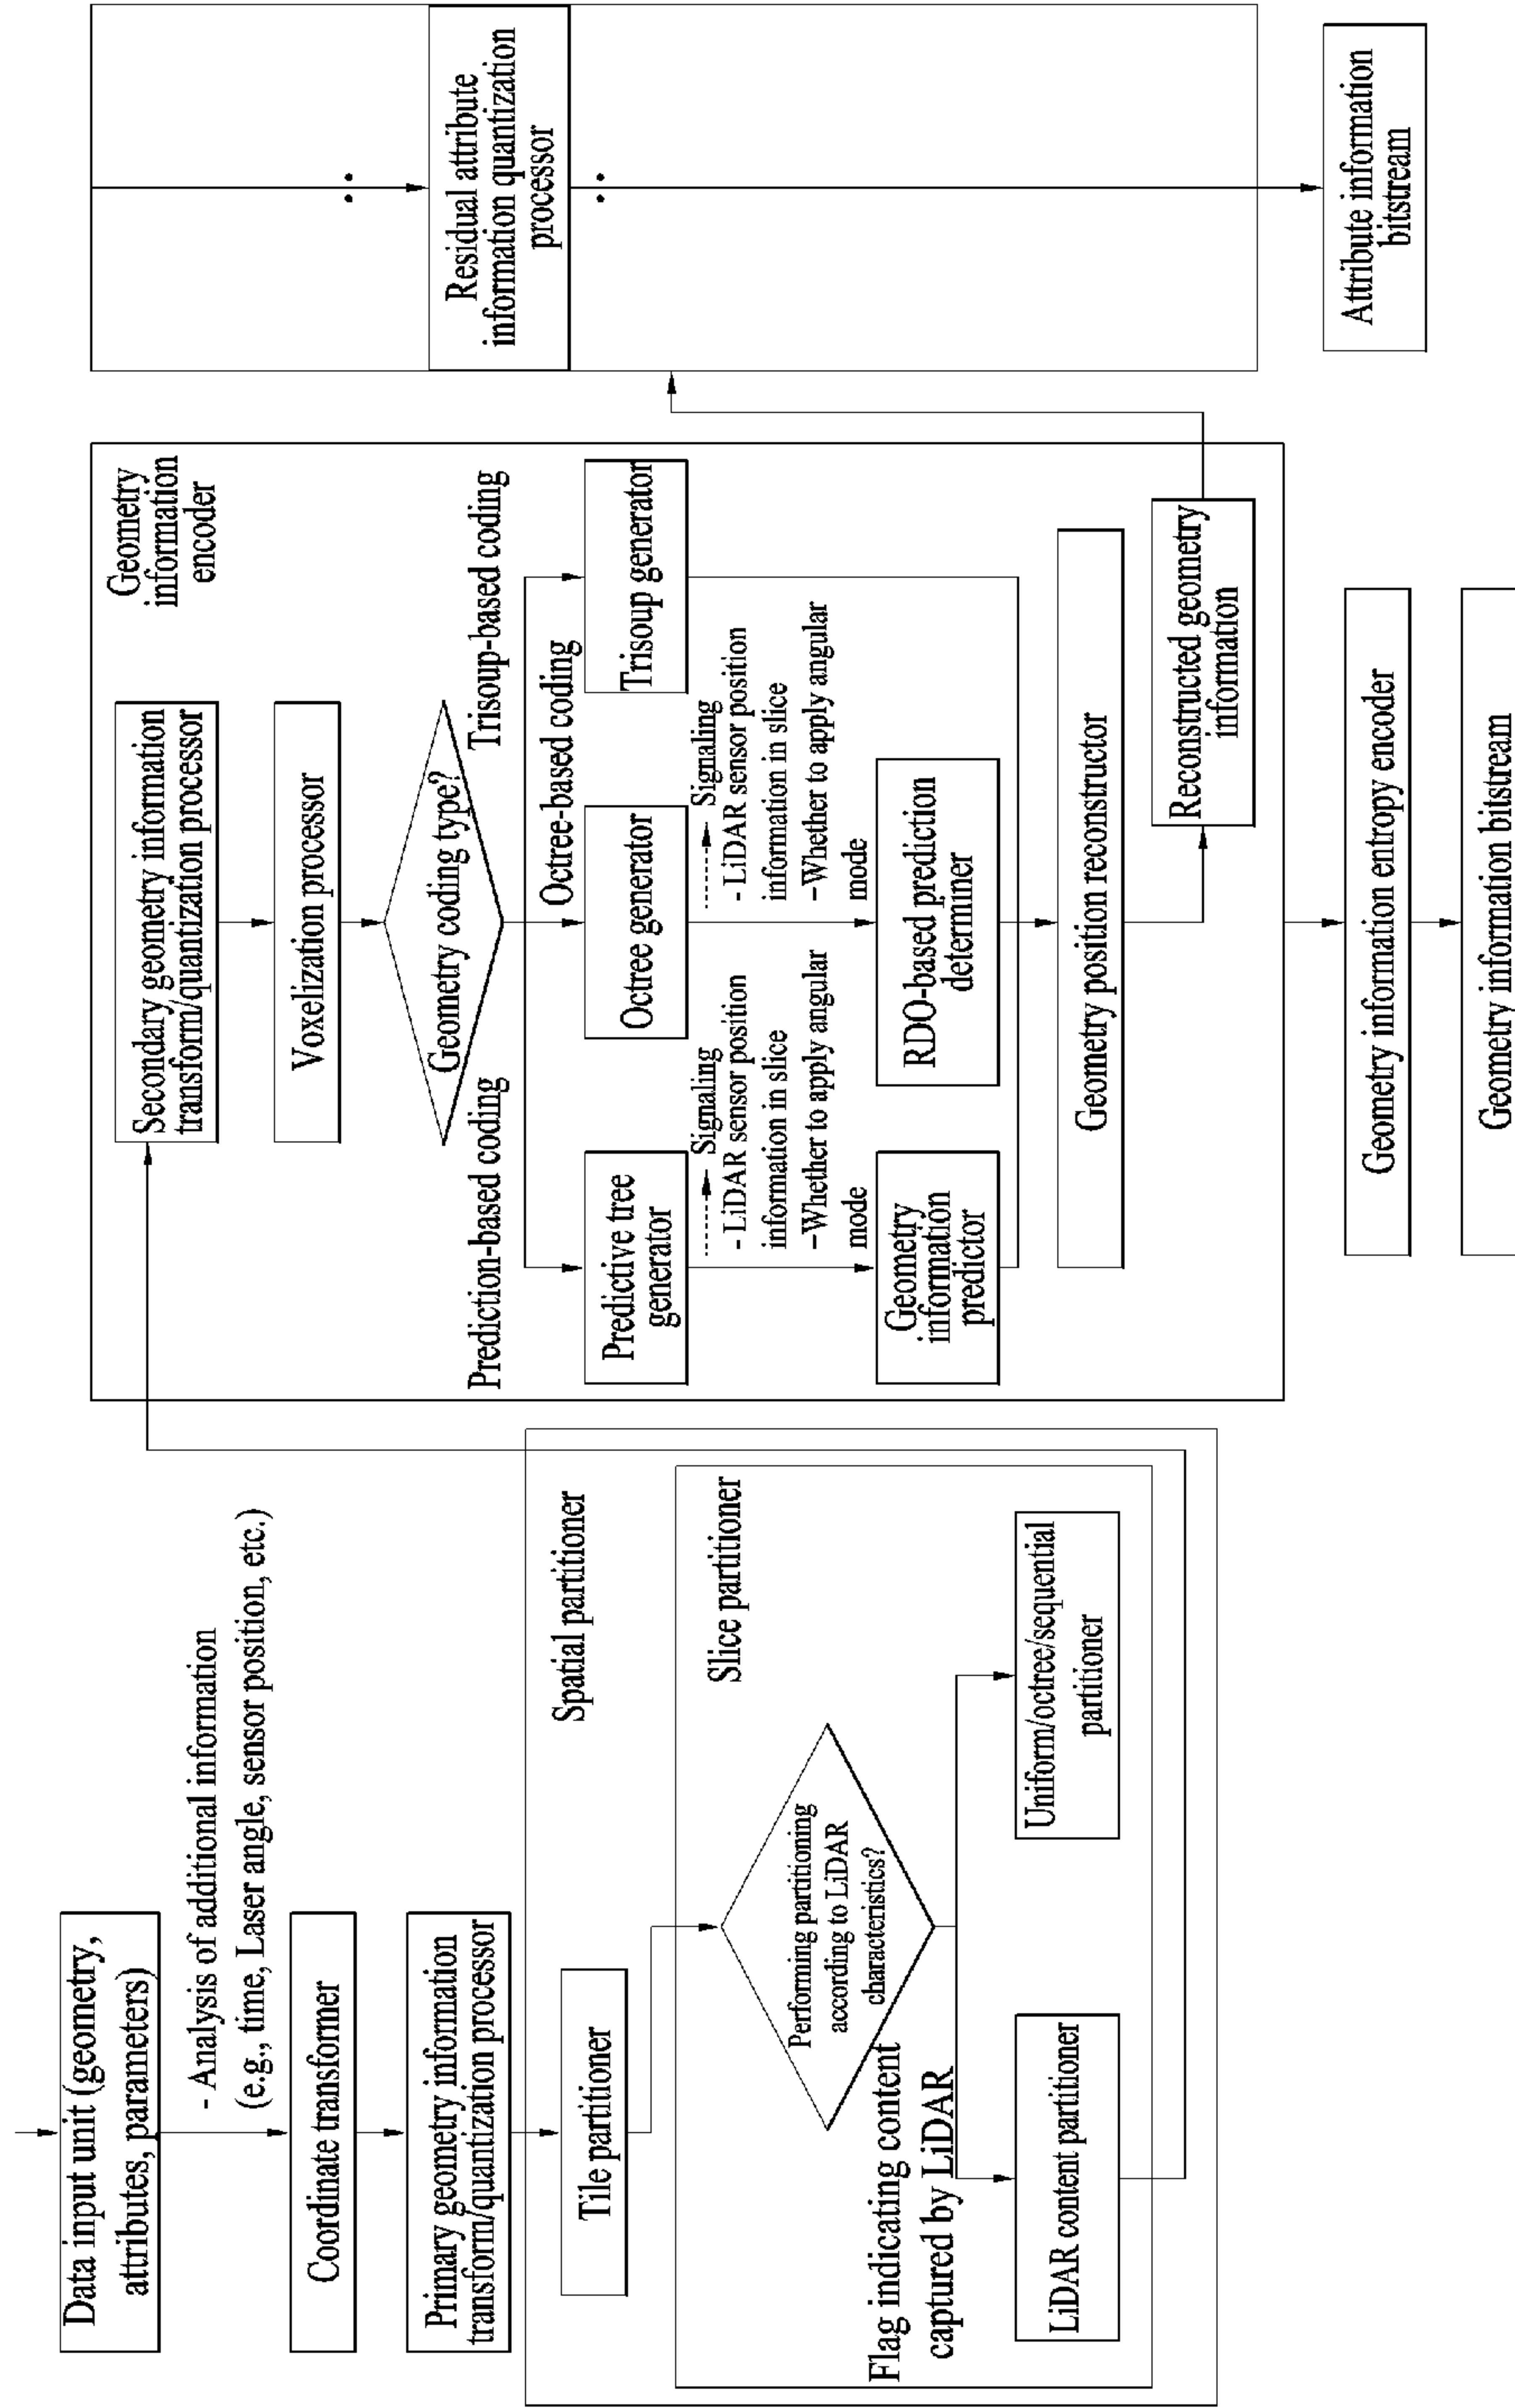 Data input unit (geometry,
attributes, parameters)
- Analysis of additional information
(e.g., time, Laser angle, sensor position, etc.)
Coordinate transformer
Primary geometry information
transform/quantization processor
Spatial partitioner
Tile partitioner
Slice partitioner
Performing partitioning
according to LiDAR
characteristics?
Flag indicating content
captured by LiDAR
LiDAR content partitioner
Uniform/octree/sequential
partitioner
Geometry
information
encoder
Secondary geometry information
transform/quantization processor
Voxelization processor
Geometry coding type?
Prediction-based coding
Octree-based coding
Trisoup-based coding
Predictive tree
generator
Octree generator
Trisoup generator
Signaling
- LiDAR sensor position
information in slice
-Whether to apply angular
mode
Signaling
- LiDAR sensor position
information in slice
-Whether to apply angular
mode
Geometry
information
predictor
RDO-based prediction
determiner
Geometry position reconstructor
Reconstructed geometry
information
Geometry information entropy encoder
Geometry information bitstream
Residual attribute
information quantization
processor
Attribute information
bitstream